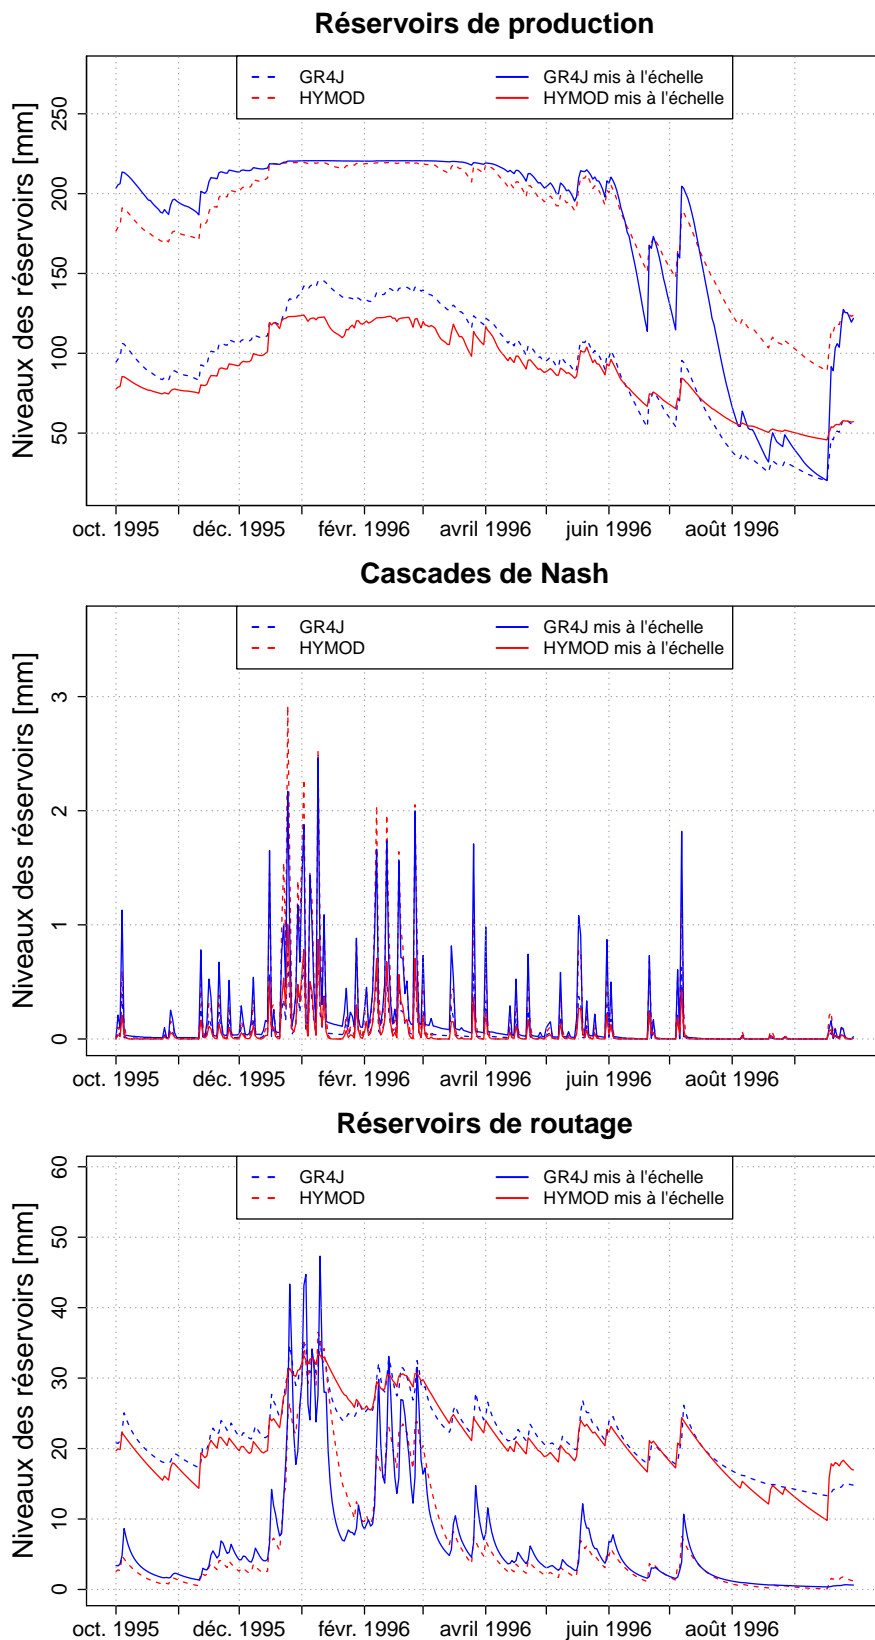 Réservoirs de production
GR4J
HYMOD
GR4J mis à l'échelle
HYMOD mis à l'échelle
Niveaux des réservoirs [mm]
250
200
150
100
50
oct. 1995 déc. 1995 févr. 1996 avril 1996 juin 1996 août 1996
Cascades de Nash
GR4J
HYMOD
GR4J mis à l'échelle
HYMOD mis à l'échelle
Niveaux des réservoirs [mm]
3
2
1
0
oct. 1995 déc. 1995 févr. 1996 avril 1996 juin 1996 août 1996
Réservoirs de routage
GR4J
HYMOD
GR4J mis à l'échelle
HYMOD mis à l'échelle
Niveaux des réservoirs [mm]
60
50
40
30
20
10
0
oct. 1995 déc. 1995 févr. 1996 avril 1996 juin 1996 août 1996